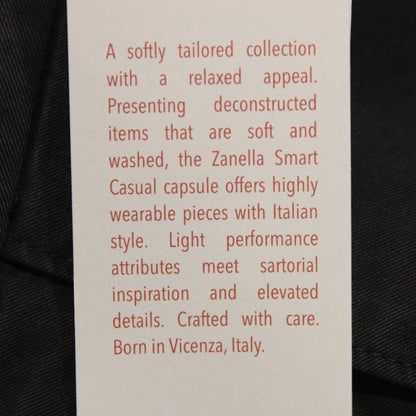 A softly tailored collection
with a relaxed appeal.
Presenting deconstructed
items that are soft and
washed, the Zanella Smart
Casual capsule offers highly
wearable pieces with Italian
style. Light performance
attributes meet sartorial
inspiration and elevated
details. Crafted with care.
Born in Vicenza, Italy.